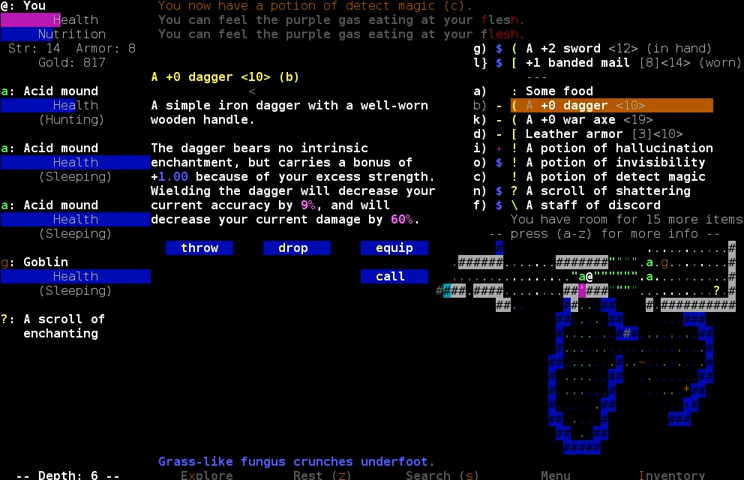 @: You
Health
Nutrition
Str: 14 Armor: 8
Gold: 817
a: Acid mound
Health
(Hunting)
a: Acid mound
Health
(Sleeping)
a: Acid mound
Health
(Sleeping)
g: Goblin
Health
(Sleeping)
?: A scroll of
enchanting
-- Depth: 6 --
You now have a potion of detect magic (c).
You can feel the purple gas eating at your flesh.
You can feel the purple gas eating at your flesh.
A +0 dagger <10> (b)
A simple iron dagger with a well-worn
wooden handle.
The dagger bears no intrinsic
enchantment, but carries a bonus of
+1.00 because of your excess strength.
Wielding the dagger will decrease your
current accuracy by 9%, and will
decrease your current damage by 60%.
throw drop equip
call
g) $ ( A +2 sword <12> (in hand)
l} $ [ +1 banded mail [8]<14> (worn)
---
a) : Some food
b) - ( A +0 dagger <10>
k) - ( A +0 war axe <19>
d) - [ Leather armor [3]<10>
i) + ! A potion of hallucination
o) $ ! A potion of invisibility
c) ! A potion of detect magic
n) $ ? A scroll of shattering
f) $ \ A staff of discord
You have room for 15 more items
-- press (a-z) for more info --
Grass-like fungus crunches underfoot.
Explore Rest (z) Search (s) Menu Inventory